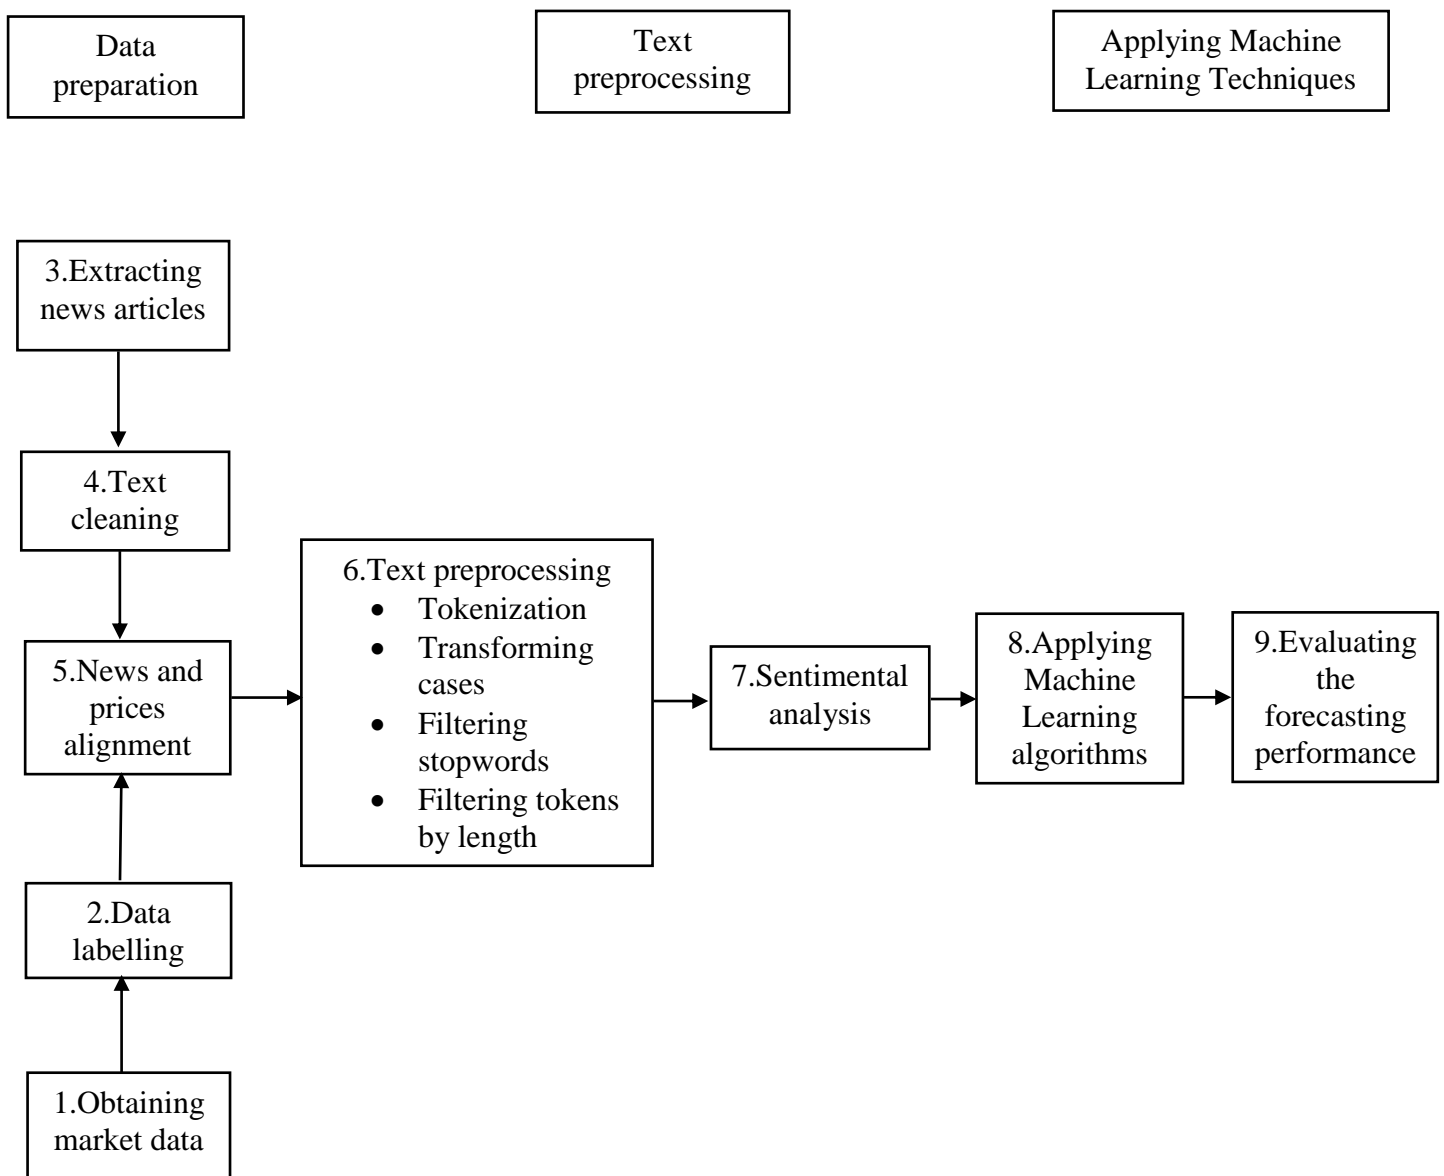 Data
preparation
Text
preprocessing
Applying Machine
Learning Techniques
3.Extracting
news articles
4.Text
cleaning
5.News and
prices
alignment
2.Data
labelling
1.Obtaining
market data
6.Text preprocessing
• Tokenization
• Transforming
cases
• Filtering
stopwords
• Filtering tokens
by length
7.Sentimental
analysis
8.Applying
Machine
Learning
algorithms
9.Evaluating
the
forecasting
performance